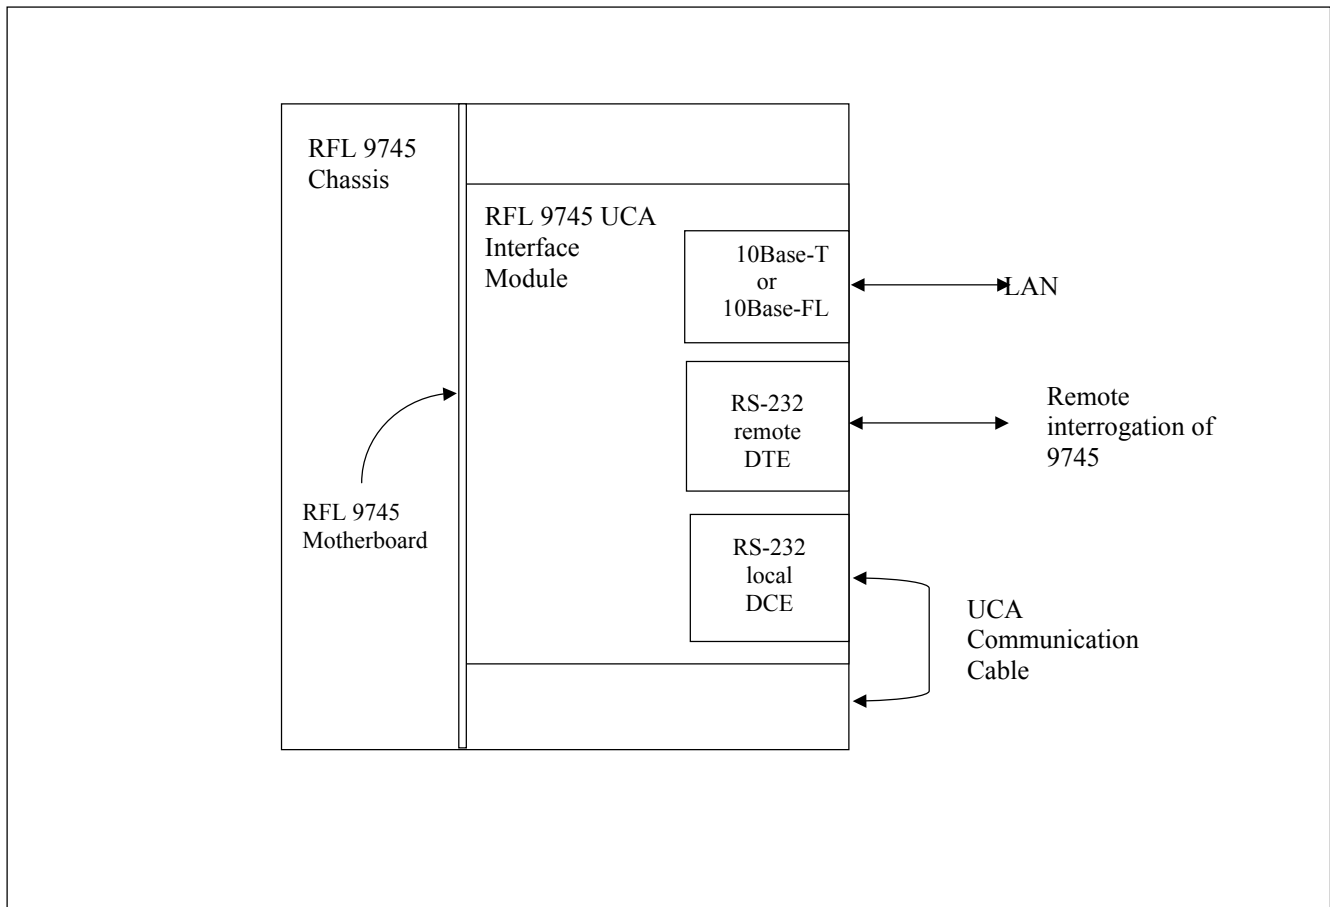 RFL 9745
Chassis
RFL 9745 UCA
Interface
Module
10Base-T
or
10Base-FL
LAN
RS-232
remote
DTE
Remote
interrogation of
9745
RFL 9745
Motherboard
RS-232
local
DCE
UCA
Communication
Cable